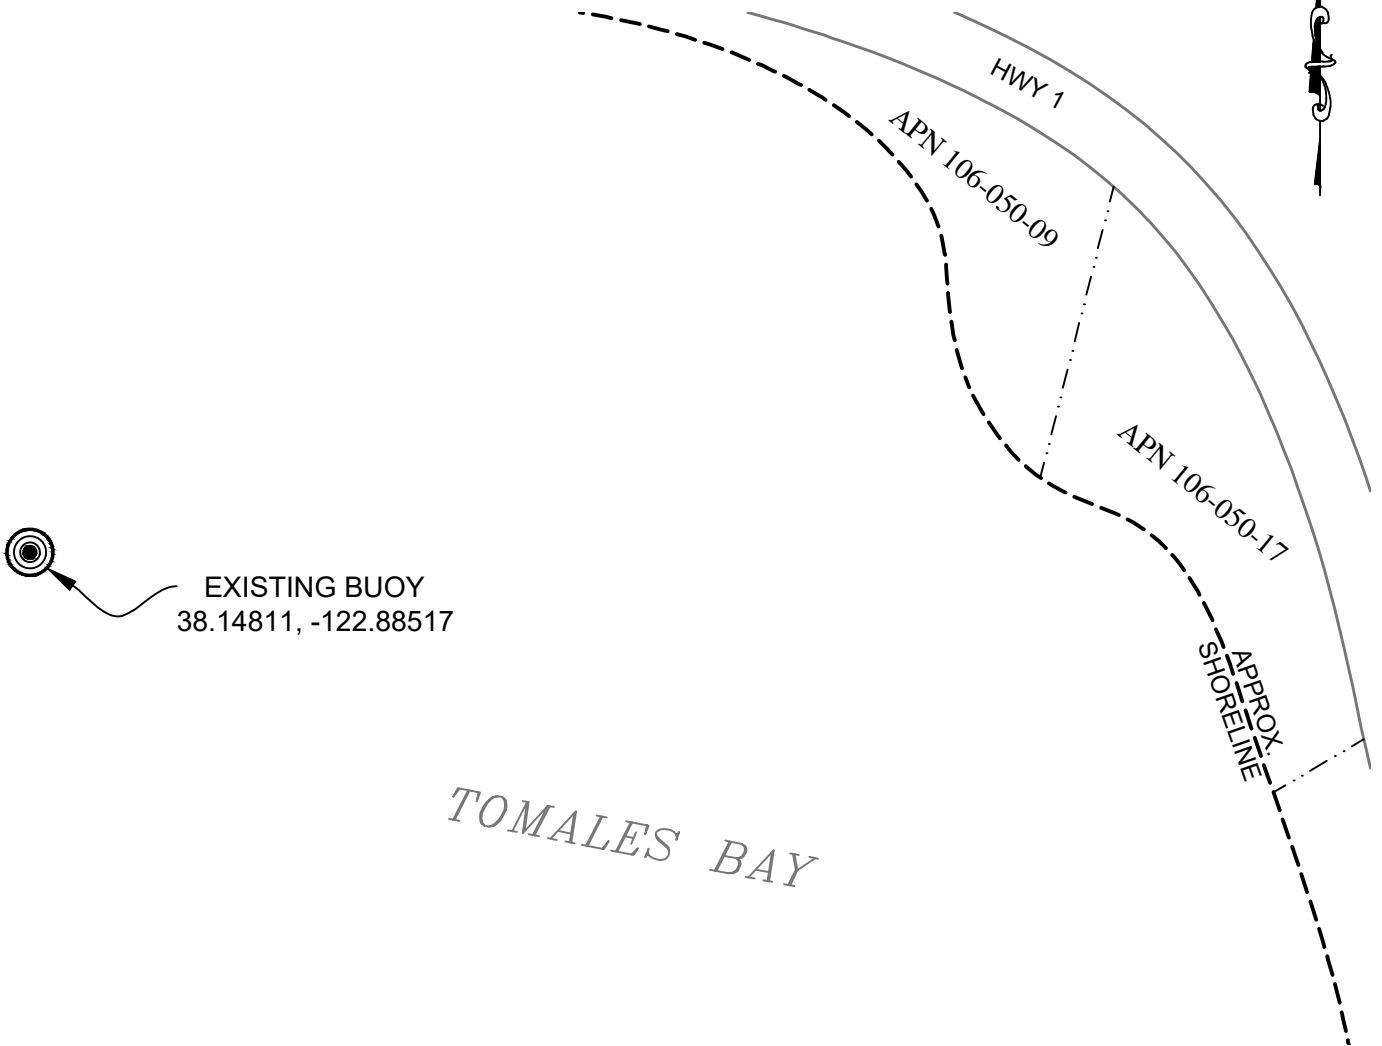 HWY 1
APN 106-050-09
APN 106-050-17
EXISTING BUOY
38.14811, -122.88517
APPROX.
SHORELINE
TOMALES BAY